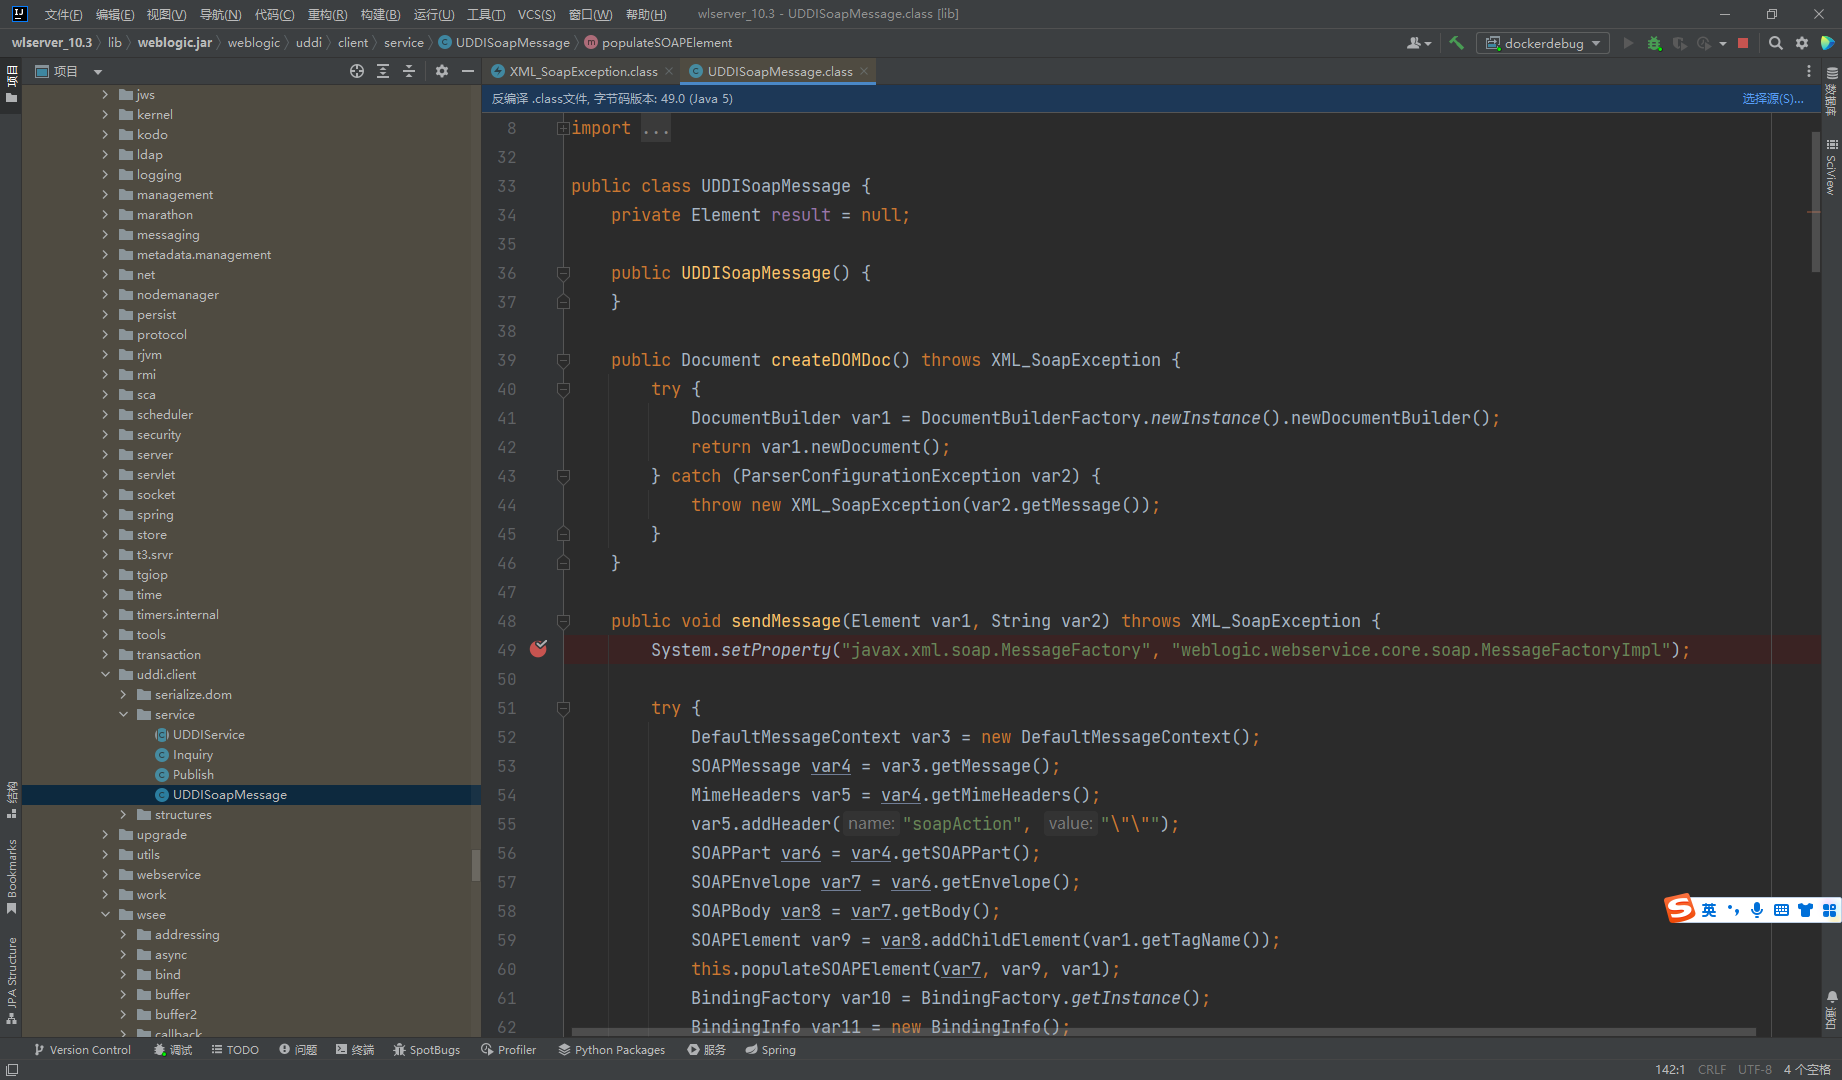 文件(F) 编辑(E) 视图(V) 导航(N) 代码(C) 重构(R) 构建(B) 运行(U) 工具(T) VCS(S) 窗口(W) 帮助(H) wlserver_10.3 - UDDISoapMessage.class [lib]
wlserver_10.3 lib weblogic.jar weblogic uddi client service UDDISoapMessage populateSOAPElement dockerdebug
项目 XML_SoapException.class UDDISoapMessage.class
反编译 .class文件, 字节码版本: 49.0 (Java 5) 选择源(S)...
jws
kernel
kodo
ldap
logging
management
marathon
messaging
metadata.management
net
nodemanager
persist
protocol
rjvm
rmi
sca
scheduler
security
server
servlet
socket
spring
store
t3.srvr
tgiop
time
timers.internal
tools
transaction
uddi.client
serialize.dom
service
UDDIService
Inquiry
Publish
UDDISoapMessage
structures
upgrade
utils
webservice
work
wsee
addressing
async
bind
buffer
buffer2
callback
8 import ...
32
33 public class UDDISoapMessage {
34 private Element result = null;
35
36 public UDDISoapMessage() {
37 }
38
39 public Document createDOMDoc() throws XML_SoapException {
40 try {
41 DocumentBuilder var1 = DocumentBuilderFactory.newInstance().newDocumentBuilder();
42 return var1.newDocument();
43 } catch (ParserConfigurationException var2) {
44 throw new XML_SoapException(var2.getMessage());
45 }
46 }
47
48 public void sendMessage(Element var1, String var2) throws XML_SoapException {
49 System.setProperty("javax.xml.soap.MessageFactory", "weblogic.webservice.core.soap.MessageFactoryImpl");
50
51 try {
52 DefaultMessageContext var3 = new DefaultMessageContext();
53 SOAPMessage var4 = var3.getMessage();
54 MimeHeaders var5 = var4.getMimeHeaders();
55 var5.addHeader( name: "soapAction", value: "\"\"");
56 SOAPPart var6 = var4.getSOAPPart();
57 SOAPEnvelope var7 = var6.getEnvelope();
58 SOAPBody var8 = var7.getBody();
59 SOAPElement var9 = var8.addChildElement(var1.getTagName());
60 this.populateSOAPElement(var7, var9, var1);
61 BindingFactory var10 = BindingFactory.getInstance();
62 BindingInfo var11 = new BindingInfo();
项目
结构
Bookmarks
JPA Structure
数据库
SciView
通知
英
Version Control 调试 TODO 问题 终端 SpotBugs Profiler Python Packages 服务 Spring
142:1 CRLF UTF-8 4 个空格